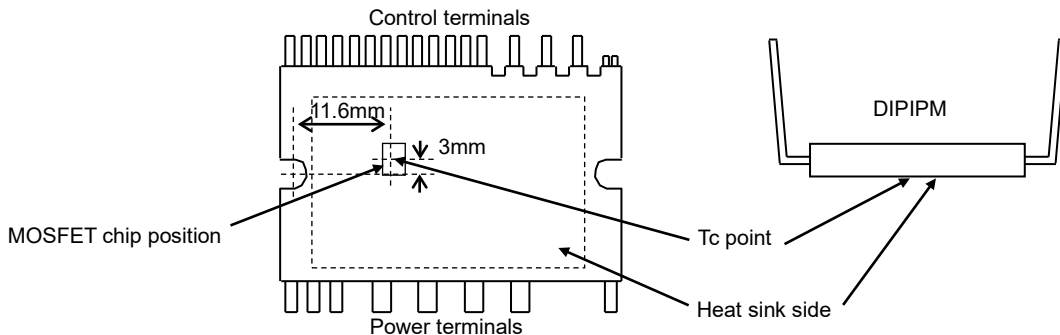 Control terminals
11.6mm
DIPIPM
3mm
MOSFET chip position
Tc point
Heat sink side
Power terminals